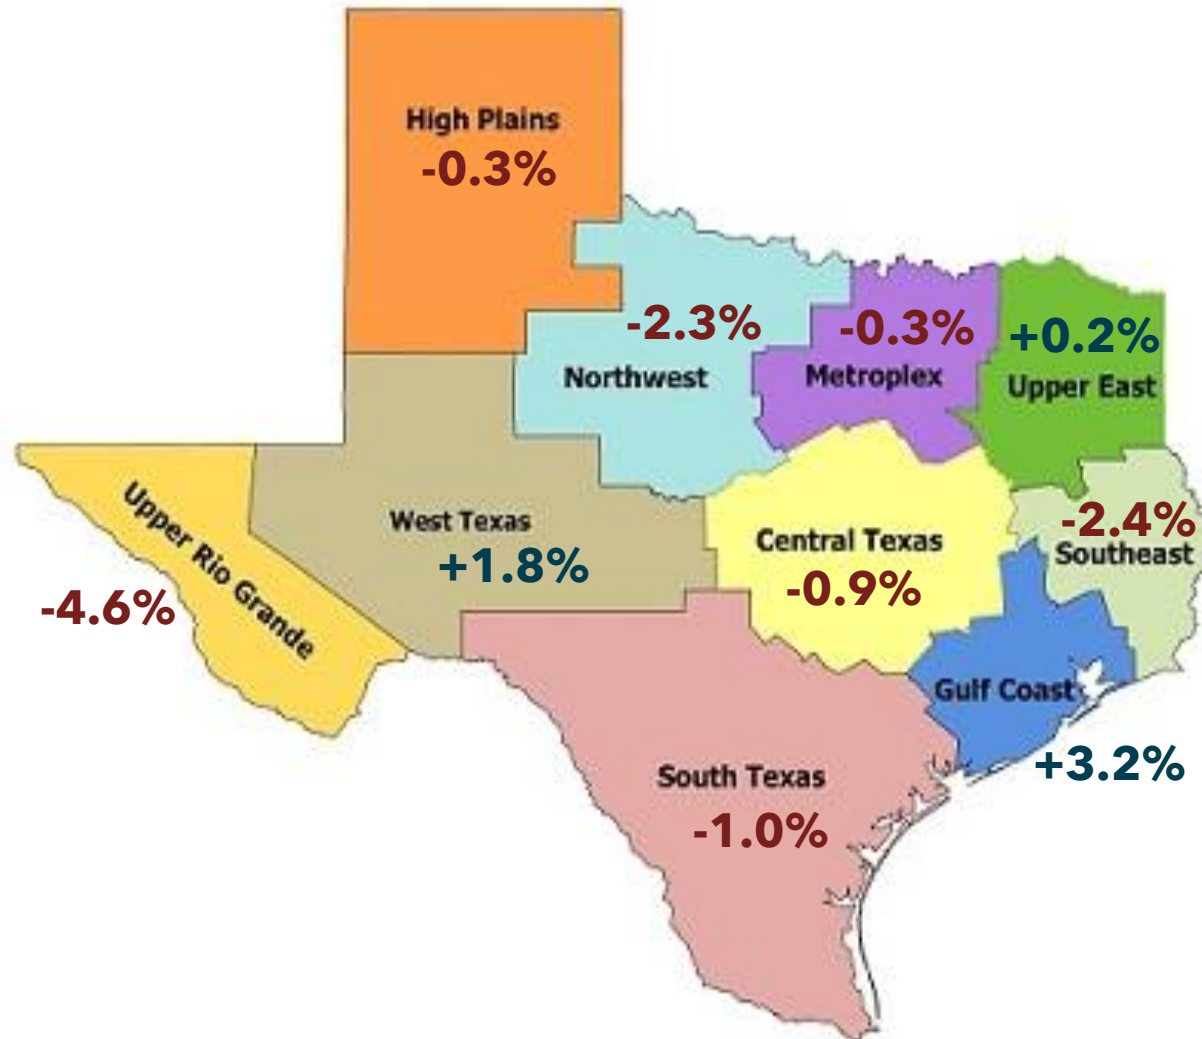 High Plains
-0.3%
-2.3%
Northwest
-0.3%
Metroplex
+0.2%
Upper East
Upper Rio Grande
-4.6%
West Texas
+1.8%
Central Texas
-0.9%
-2.4%
Southeast
Gulf Coast
+3.2%
South Texas
-1.0%